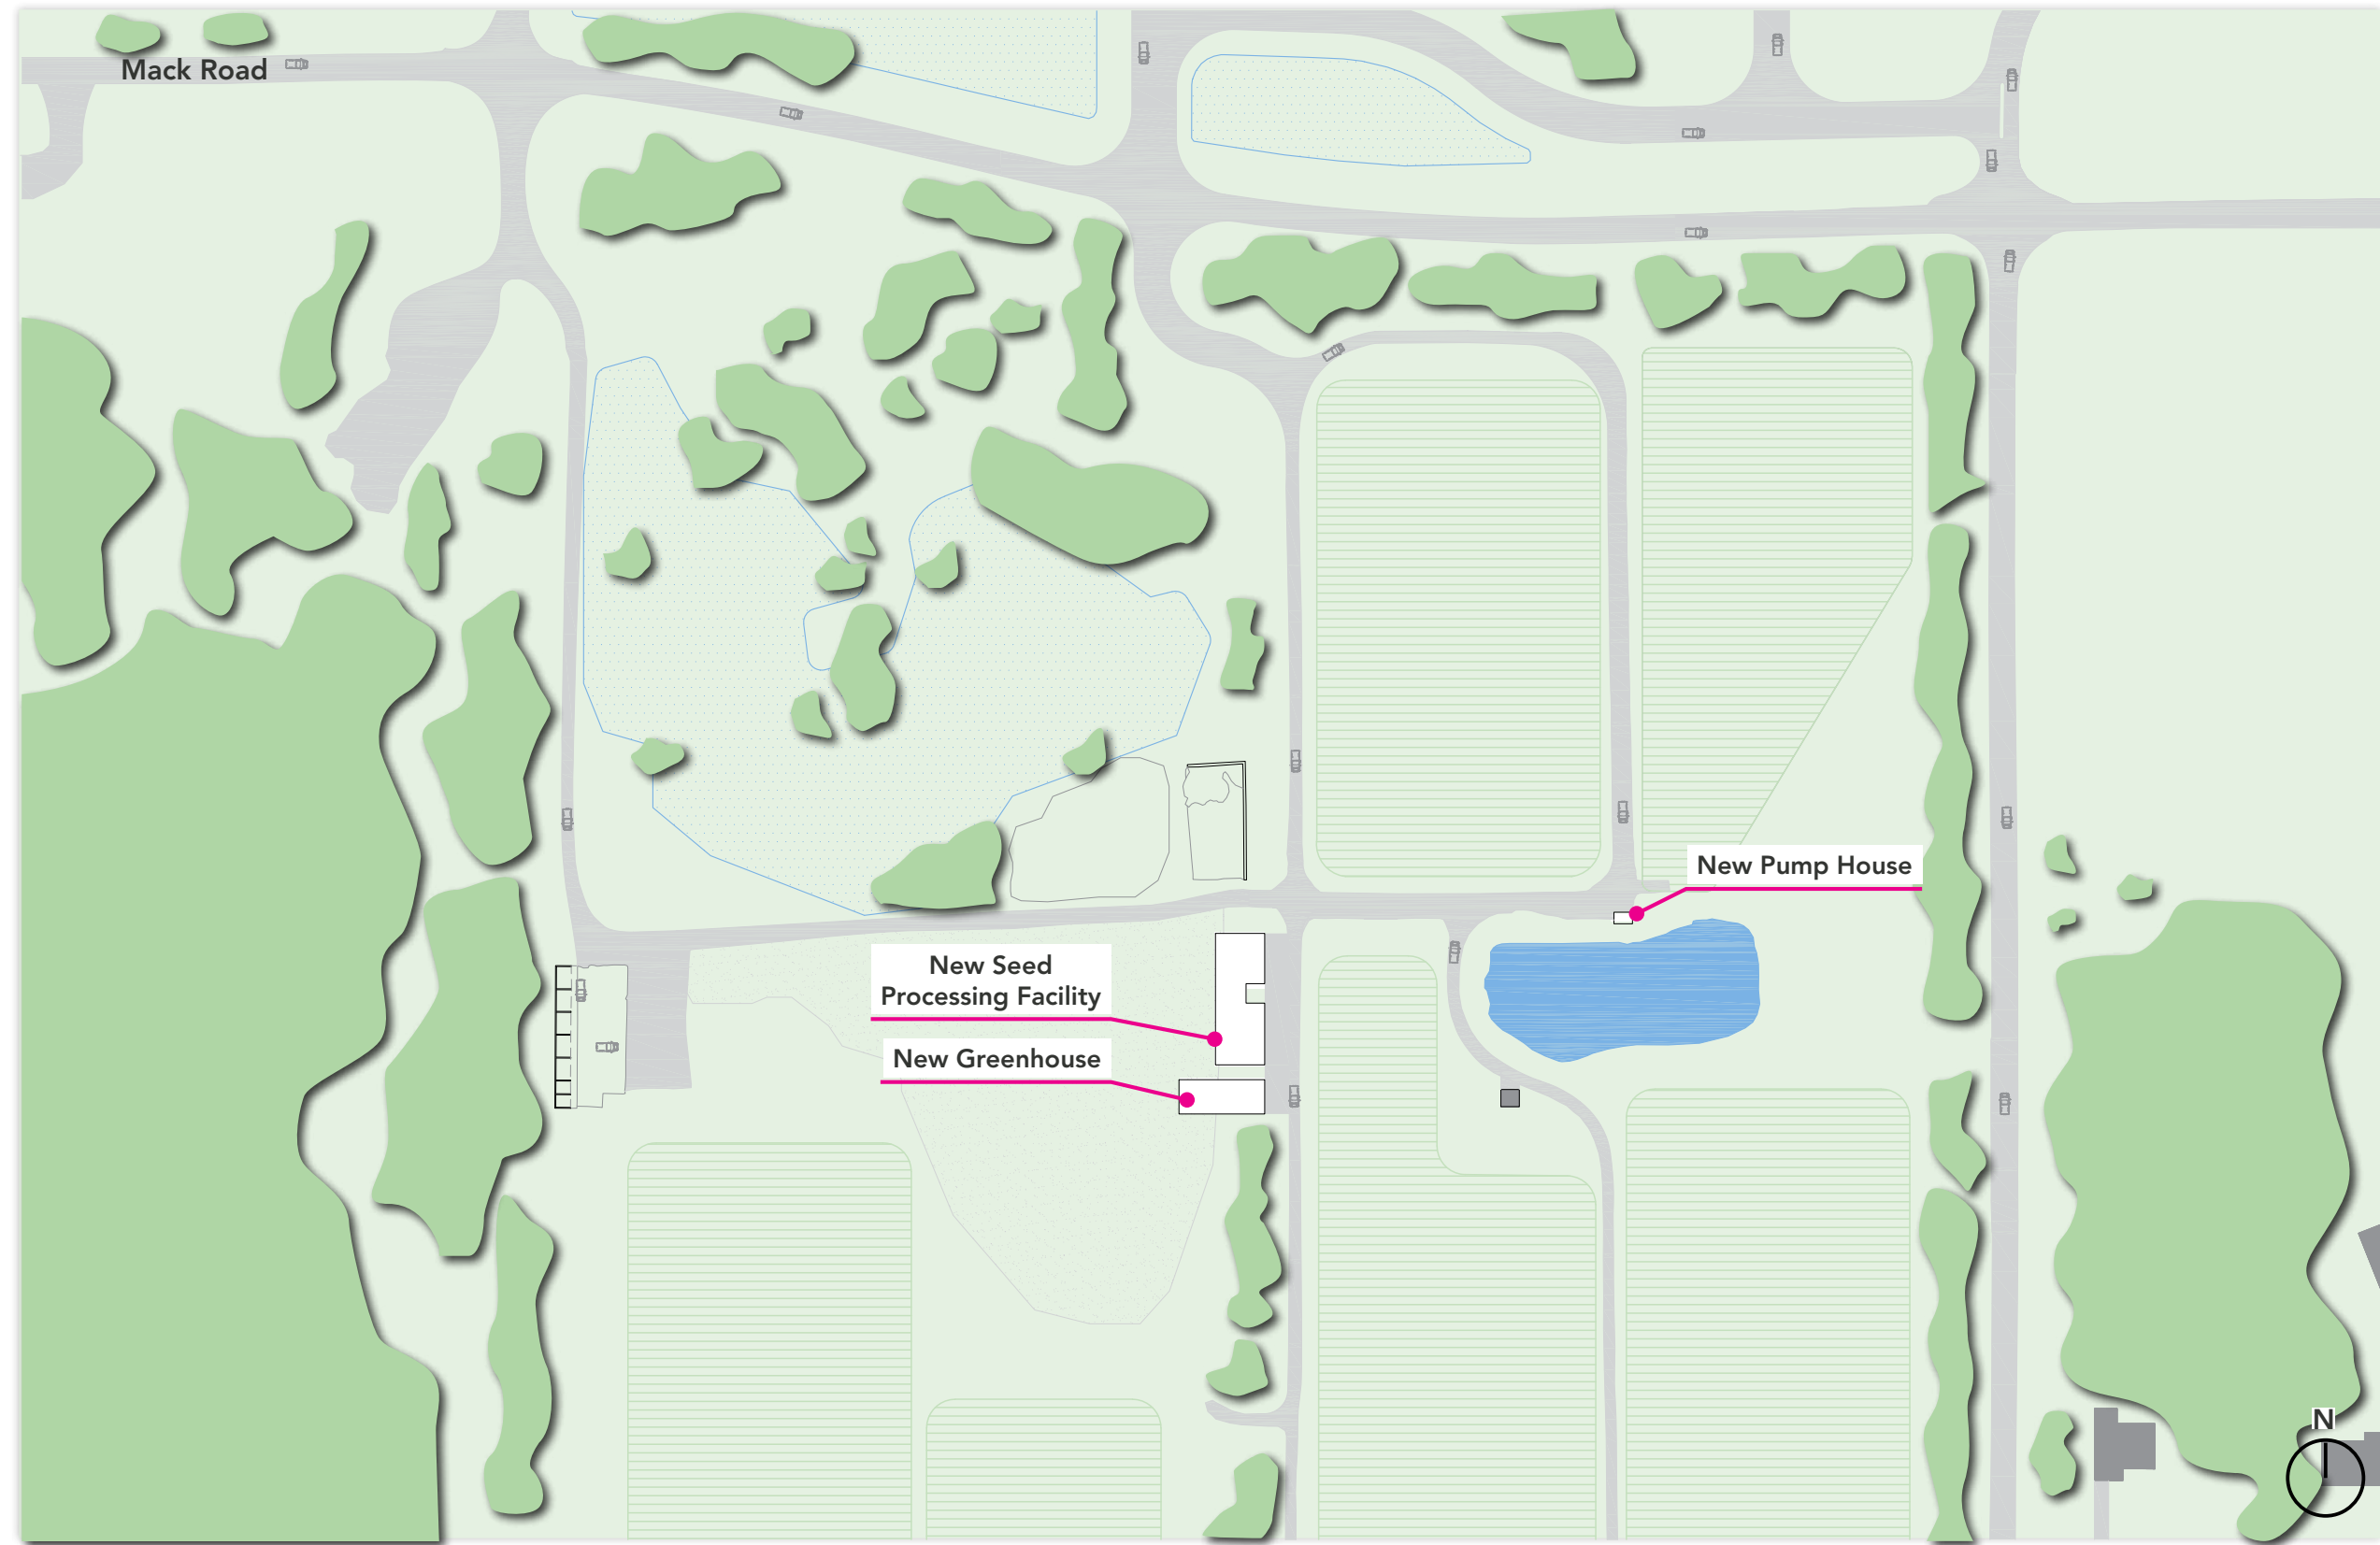 Mack Road
New Pump House
New Seed
Processing Facility
New Greenhouse
N